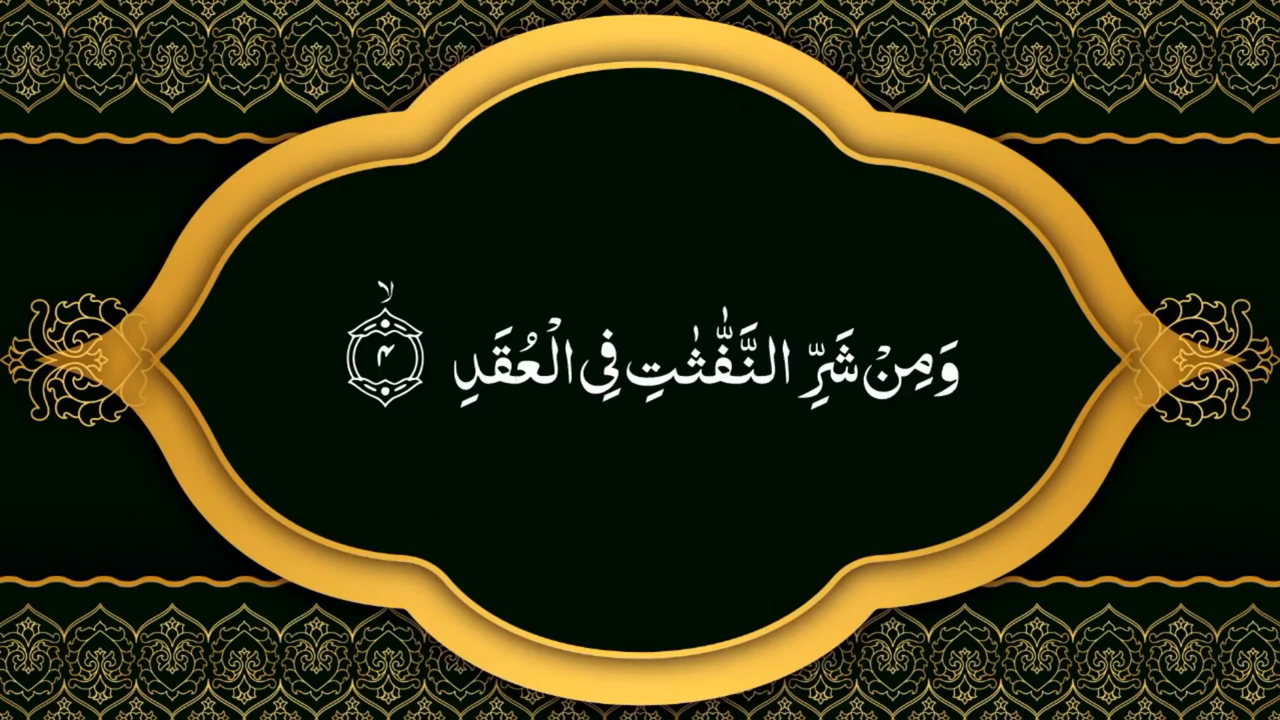 وَمِنْ شَرِّ النَّفّٰثٰتِ فِی الْعُقَدِ ۴ۙ